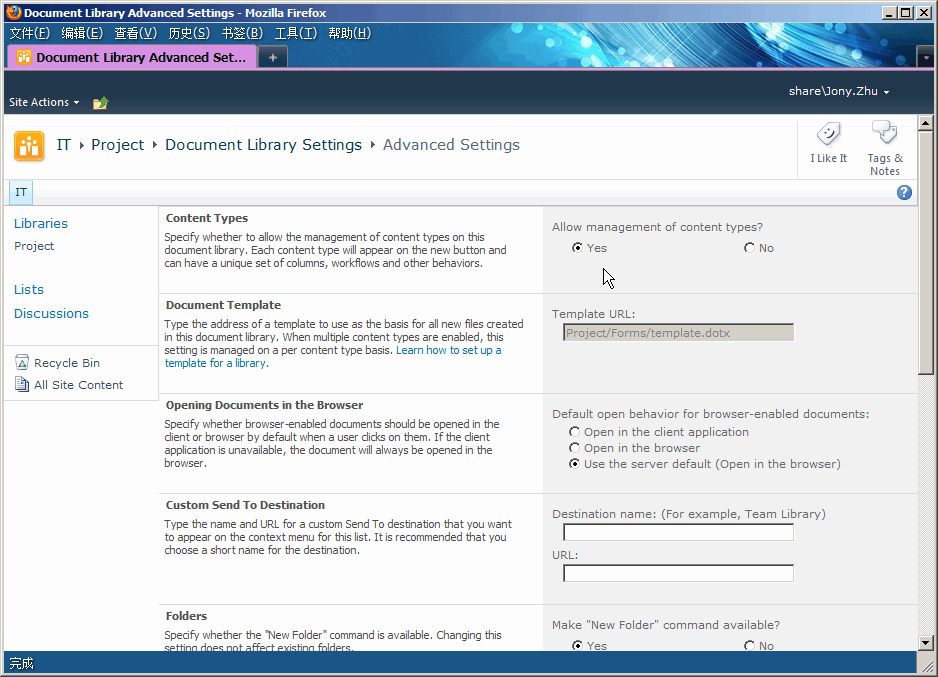 Document Library Advanced Settings - Mozilla Firefox
文件(F) 编辑(E) 查看(V) 历史(S) 书签(B) 工具(T) 帮助(H)
Document Library Advanced Set... +
share\Jony.Zhu
Site Actions
IT Project Document Library Settings Advanced Settings
I Like It
Tags &
Notes
IT
?
Libraries
Project
Lists
Discussions
Recycle Bin
All Site Content
Content Types
Specify whether to allow the management of content types on this
document library. Each content type will appear on the new button and
can have a unique set of columns, workflows and other behaviors.
Allow management of content types?
Yes No
Document Template
Type the address of a template to use as the basis for all new files created
in this document library. When multiple content types are enabled, this
setting is managed on a per content type basis. Learn how to set up a
template for a library.
Template URL:
Project/Forms/template.dotx
Opening Documents in the Browser
Specify whether browser-enabled documents should be opened in the
client or browser by default when a user clicks on them. If the client
application is unavailable, the document will always be opened in the
browser.
Default open behavior for browser-enabled documents:
Open in the client application
Open in the browser
Use the server default (Open in the browser)
Custom Send To Destination
Type the name and URL for a custom Send To destination that you want
to appear on the context menu for this list. It is recommended that you
choose a short name for the destination.
Destination name: (For example, Team Library)
URL:
Folders
Specify whether the "New Folder" command is available. Changing this
setting does not affect existing folders.
Make "New Folder" command available?
Yes No
完成